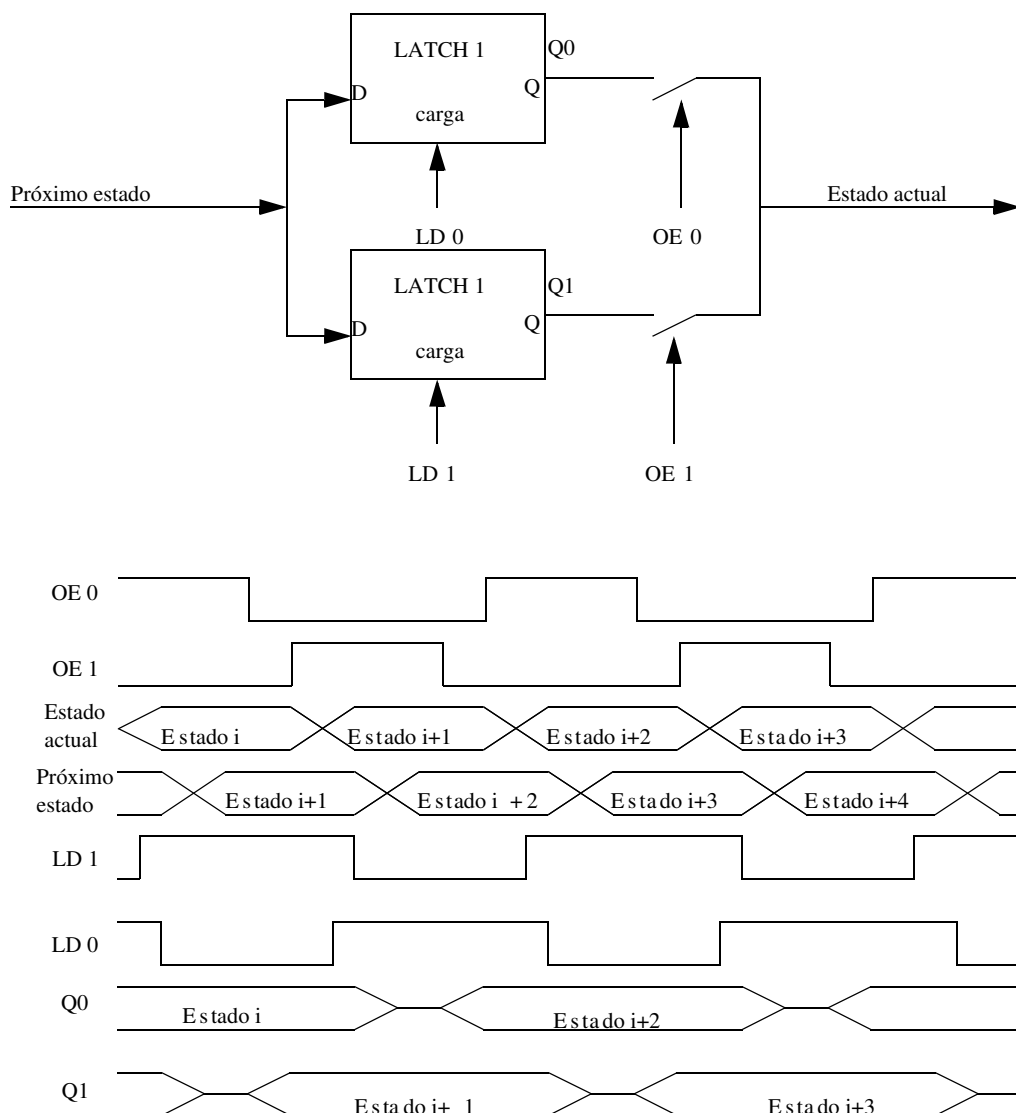 LATCH 1
Q0
D
Q
carga
Próximo estado
Estado actual
LD 0
OE 0
LATCH 1
Q1
D
Q
carga
LD 1
OE 1
OE 0
OE 1
Estado
actual
Estado i
Estado i+1
Estado i+2
Estado i+3
Próximo
estado
Estado i+1
Estado i +2
Estado i+3
Estado i+4
LD 1
LD 0
Q0
Estado i
Estado i+2
Q1
Estado i+ 1
Estado i+3